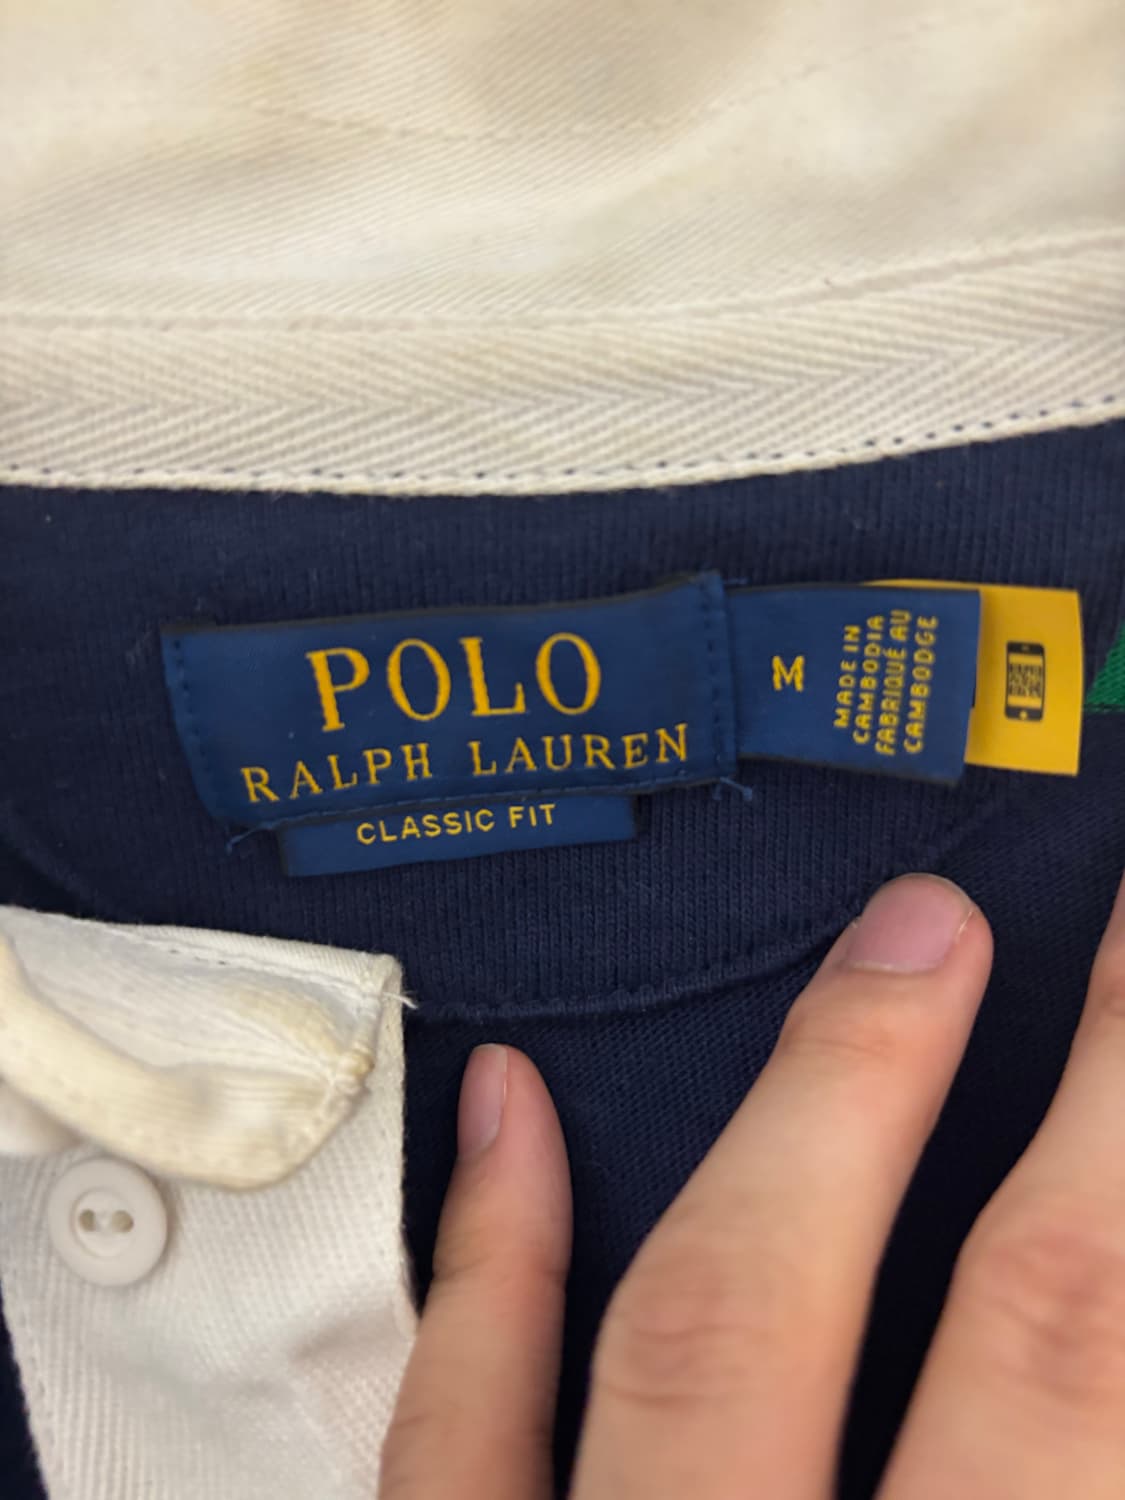 POLO
RALPH LAUREN
CLASSIC FIT
M
MADE IN
CAMBODIA
FABRIQUÉ AU
CAMBODGE